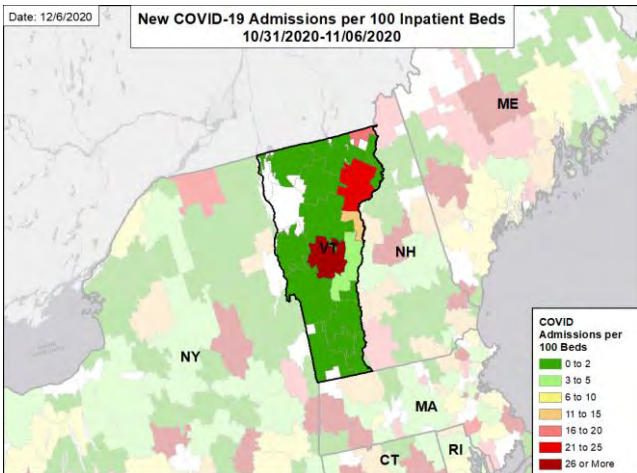 Date: 12/6/2020
New COVID-19 Admissions per 100 Inpatient Beds
10/31/2020-11/06/2020
ME
VT
NH
NY
MA
CT
RI
COVID
Admissions per
100 Beds
0 to 2
3 to 5
6 to 10
11 to 15
16 to 20
21 to 25
26 or More